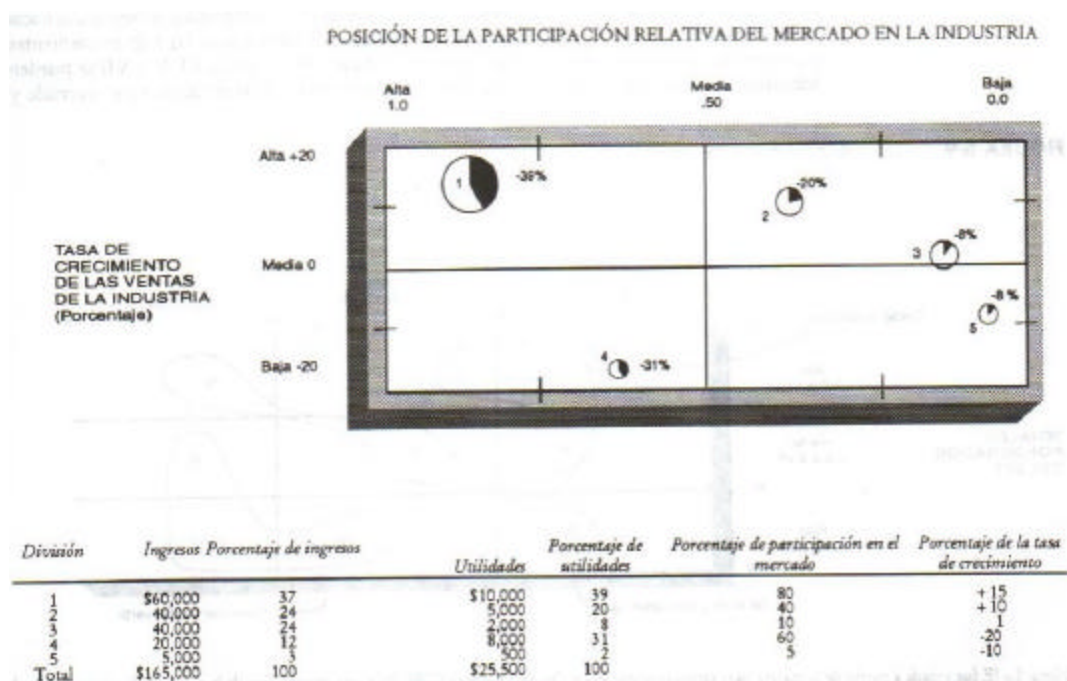 POSICIÓN DE LA PARTICIPACIÓN RELATIVA DEL MERCADO EN LA INDUSTRIA
Alta
1.0
Media
.50
Baja
0.0
Alta +20
Media 0
Baja -20
TASA DE
CRECIMIENTO
DE LAS VENTAS
DE LA INDUSTRIA
(Porcentaje)
1 -39%
2 -20%
3 -8%
4 -31%
5 -8 %
División Ingresos Porcentaje de ingresos Utilidades Porcentaje de utilidades Porcentaje de participación en el mercado Porcentaje de la tasa de crecimiento
1 $60,000 37 $10,000 39 80 +15
2 40,000 24 5,000 20 40 +10
3 40,000 24 2,000 8 10 1
4 20,000 12 8,000 31 60 -20
5 5,000 3 500 2 5 -10
Total $165,000 100 $25,500 100